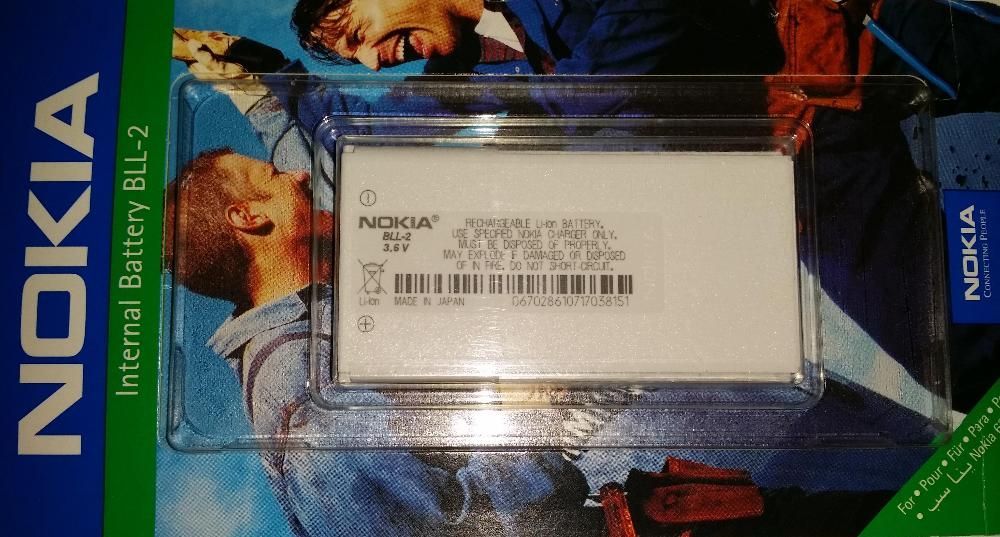 NOKIA
Internal Battery BLL-2
NOKIA®
BLL-2
3.6 V
RECHARGEABLE Li-Ion BATTERY.
USE SPECIFIED NOKIA CHARGER ONLY.
MUST BE DISPOSED OF PROPERLY.
MAY EXPLODE IF DAMAGED OR DISPOSED
OF IN FIRE. DO NOT SHORT-CIRCUIT.
Li-Ion MADE IN JAPAN 067028610717038151
NOKIA
CONNECTING PEOPLE
For • Pour • Für • Para •
Nokia